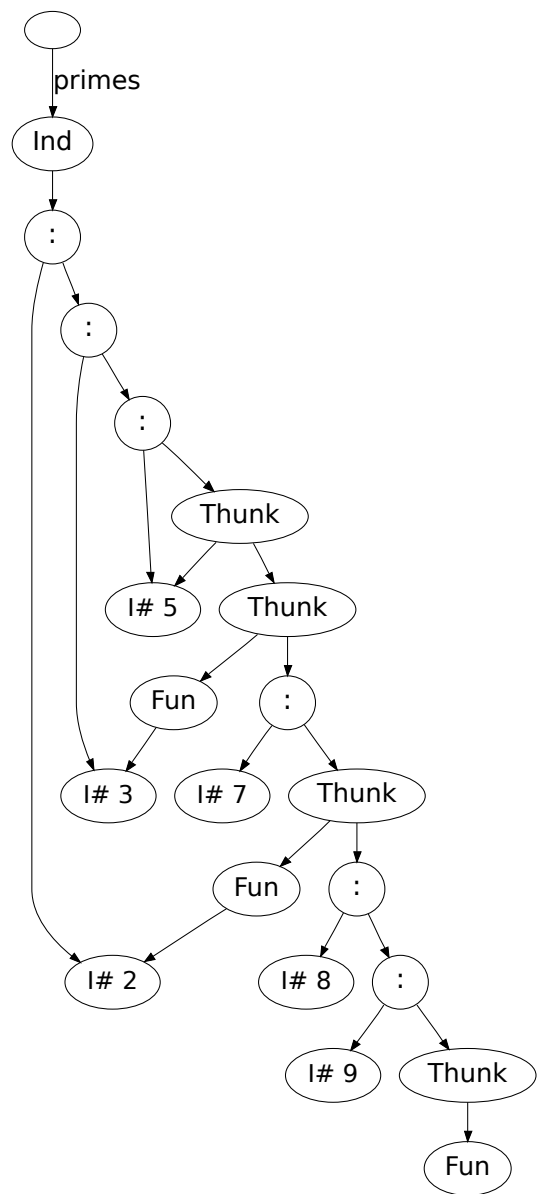 primes
Ind
:
:
:
Thunk
I# 5
Thunk
Fun
:
I# 3
I# 7
Thunk
Fun
:
I# 2
I# 8
:
I# 9
Thunk
Fun